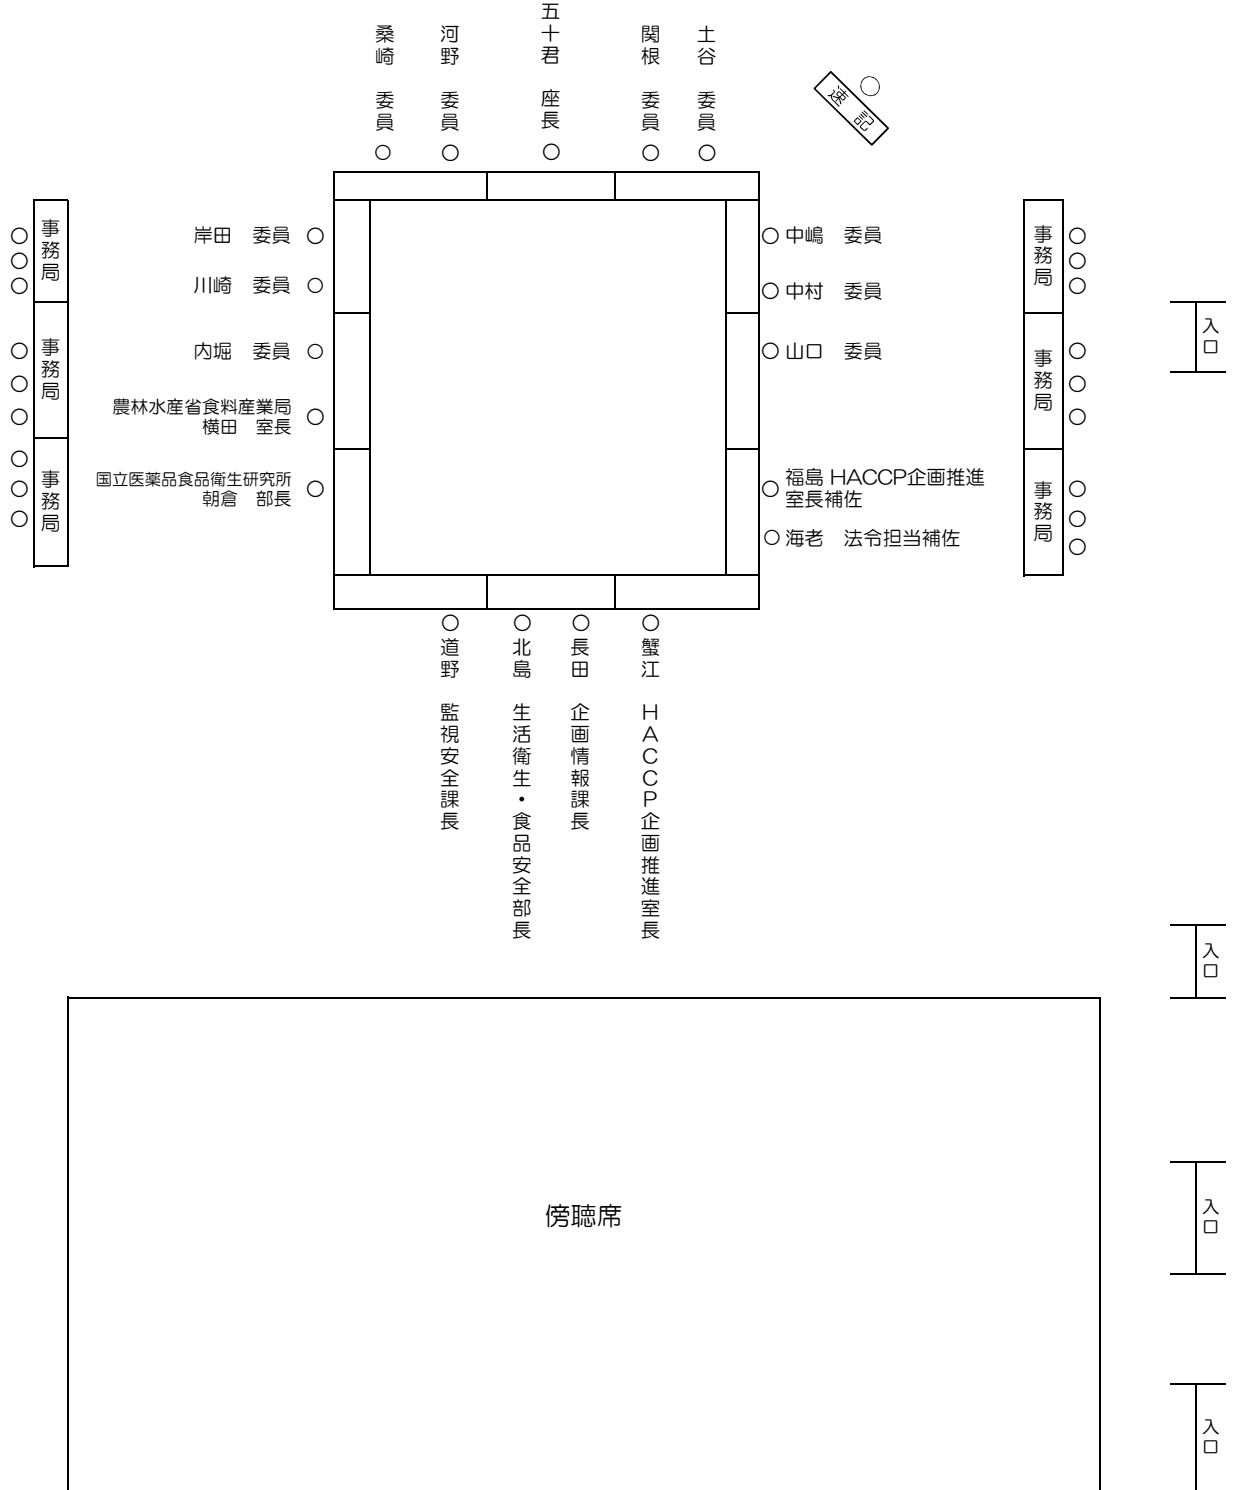 桑崎　委員
河野　委員
五十君　座長
関根　委員
土谷　委員
速記
事務局
事務局
事務局
岸田　委員
川崎　委員
内堀　委員
農林水産省食料産業局
横田　室長
国立医薬品食品衛生研究所
朝倉　部長
中嶋　委員
中村　委員
山口　委員
福島 HACCP企画推進
室長補佐
海老　法令担当補佐
事務局
事務局
事務局
入口
道野　監視安全課長
北島　生活衛生・食品安全部長
長田　企画情報課長
蟹江　HACCP企画推進室長
入口
傍聴席
入口
入口